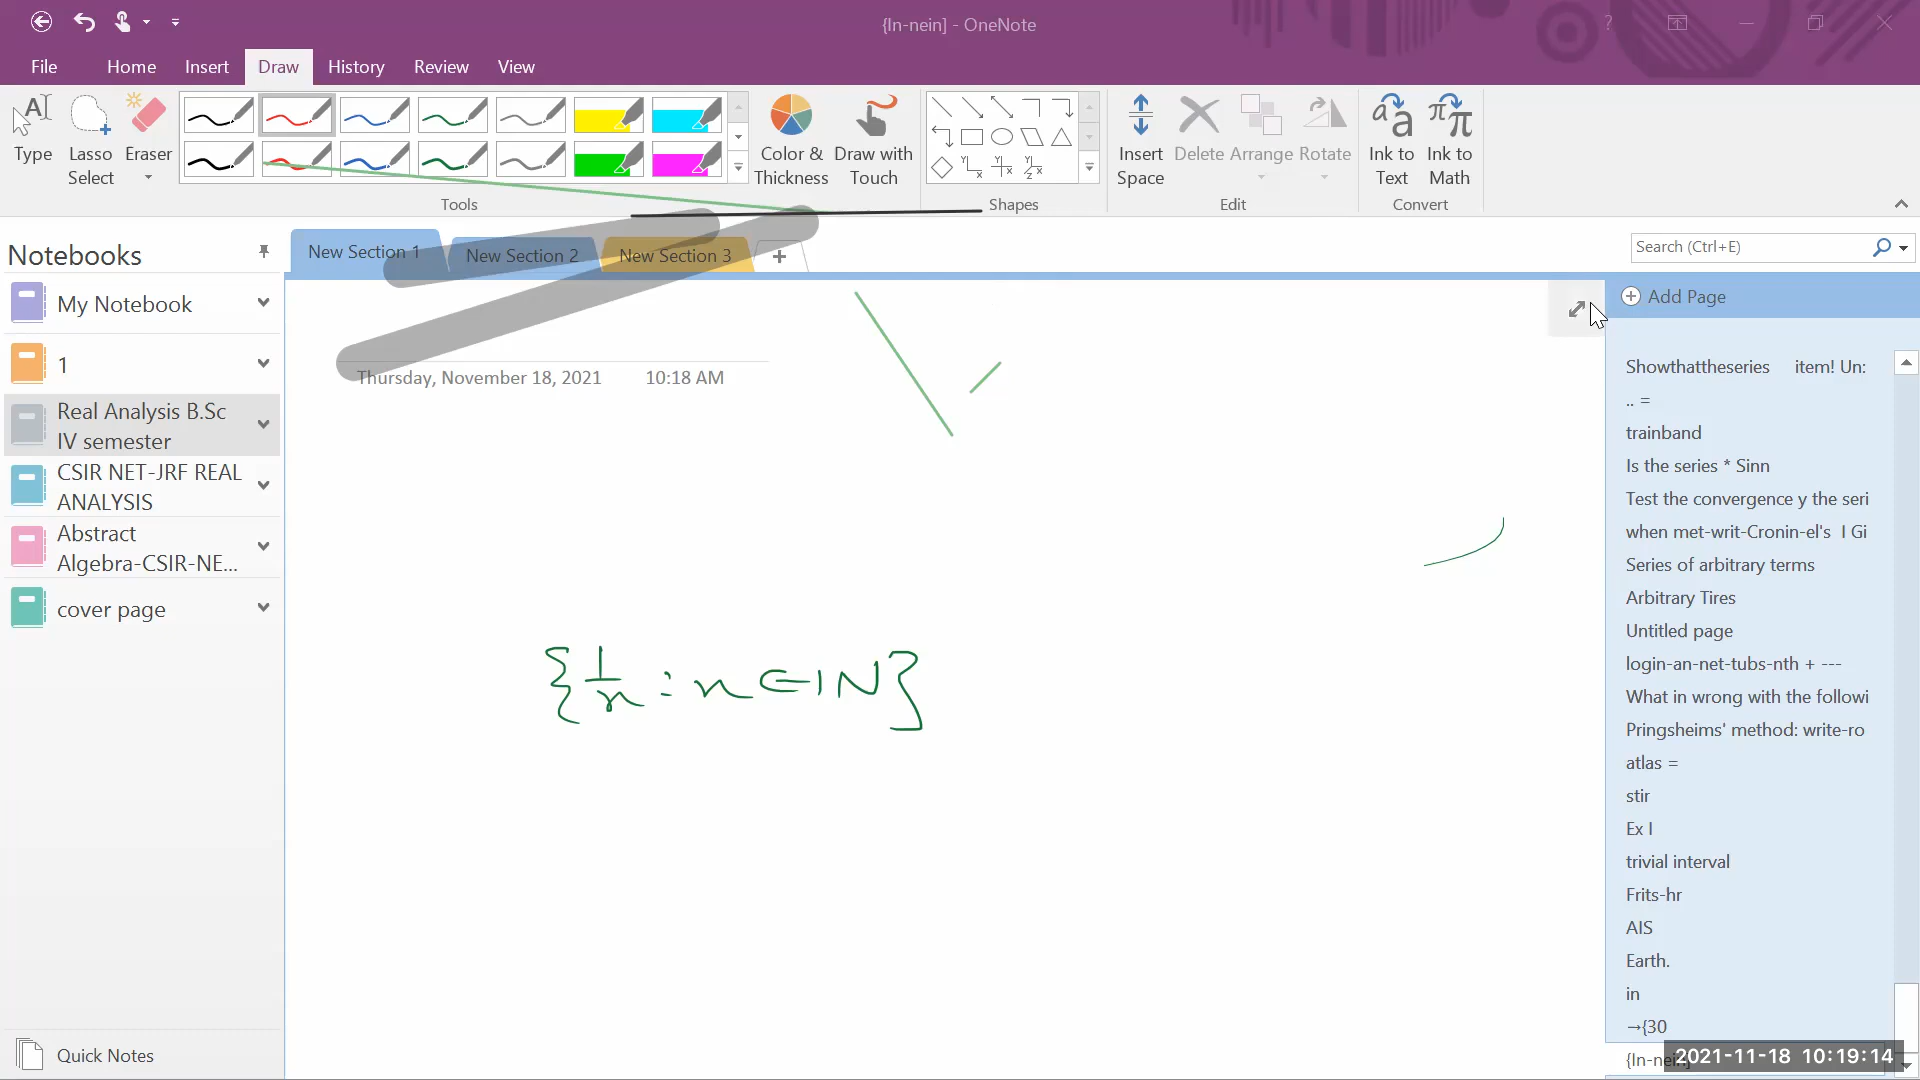 {In-nein] - OneNote
File Home Insert Draw History Review View
Type
Lasso Select
Eraser
Color & Thickness
Draw with Touch
Insert Space
Delete Arrange Rotate
Ink to Text
Ink to Math
Tools Shapes Edit Convert
Notebooks
New Section 1 New Section 2 New Section 3
Search (Ctrl+E)
My Notebook
1
Real Analysis B.Sc
IV semester
CSIR NET-JRF REAL
ANALYSIS
Abstract
Algebra-CSIR-NE...
cover page
Quick Notes
Thursday, November 18, 2021 10:18 AM
{1/n : n ∈ IN}
Add Page
Showthattheseries item! Un:
.. =
trainband
Is the series * Sinn
Test the convergence y the seri
when met-writ-Cronin-el's I Gi
Series of arbitrary terms
Arbitrary Tires
Untitled page
login-an-net-tubs-nth + ---
What in wrong with the followi
Pringsheims' method: write-ro
atlas =
stir
Ex I
trivial interval
Frits-hr
AIS
Earth.
in
→{30
{In-nein]
2021-11-18 10:19:14